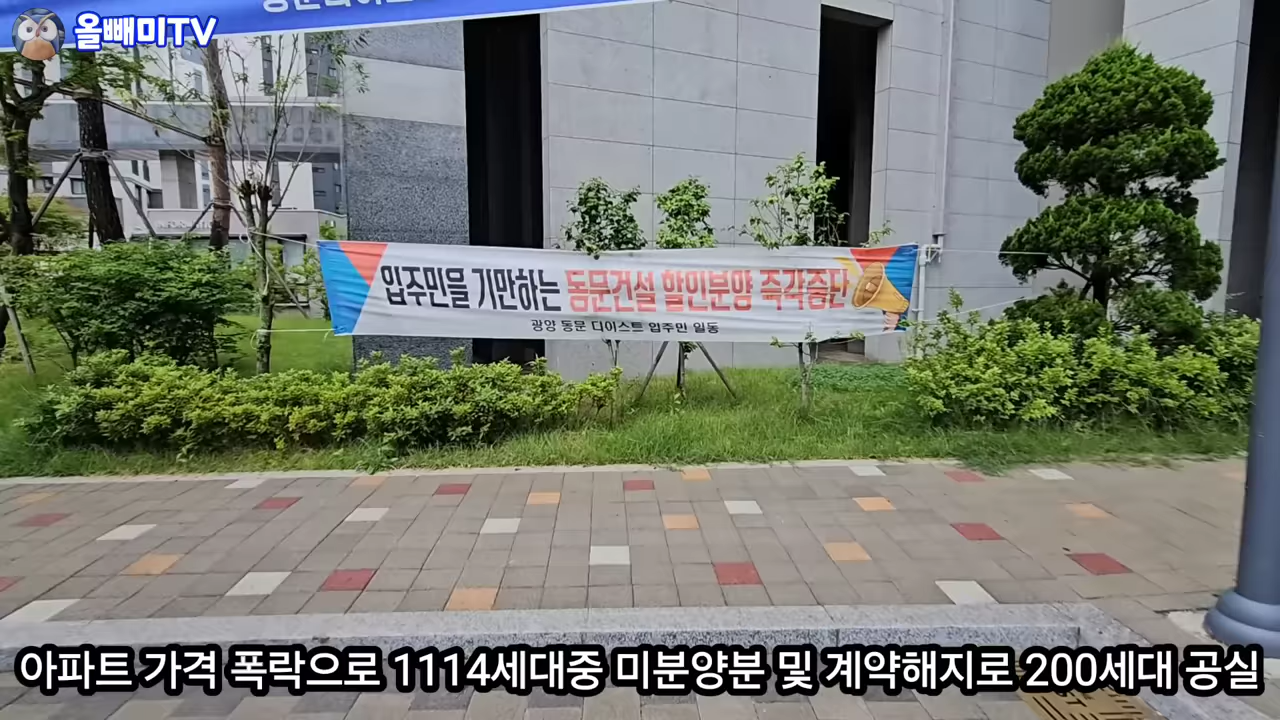 올빼미TV
입주민을 기만하는 동문건설 할인분양 즉각중단
광양 동문 디이스트 입주민 일동
아파트 가격 폭락으로 1114세대중 미분양분 및 계약해지로 200세대 공실